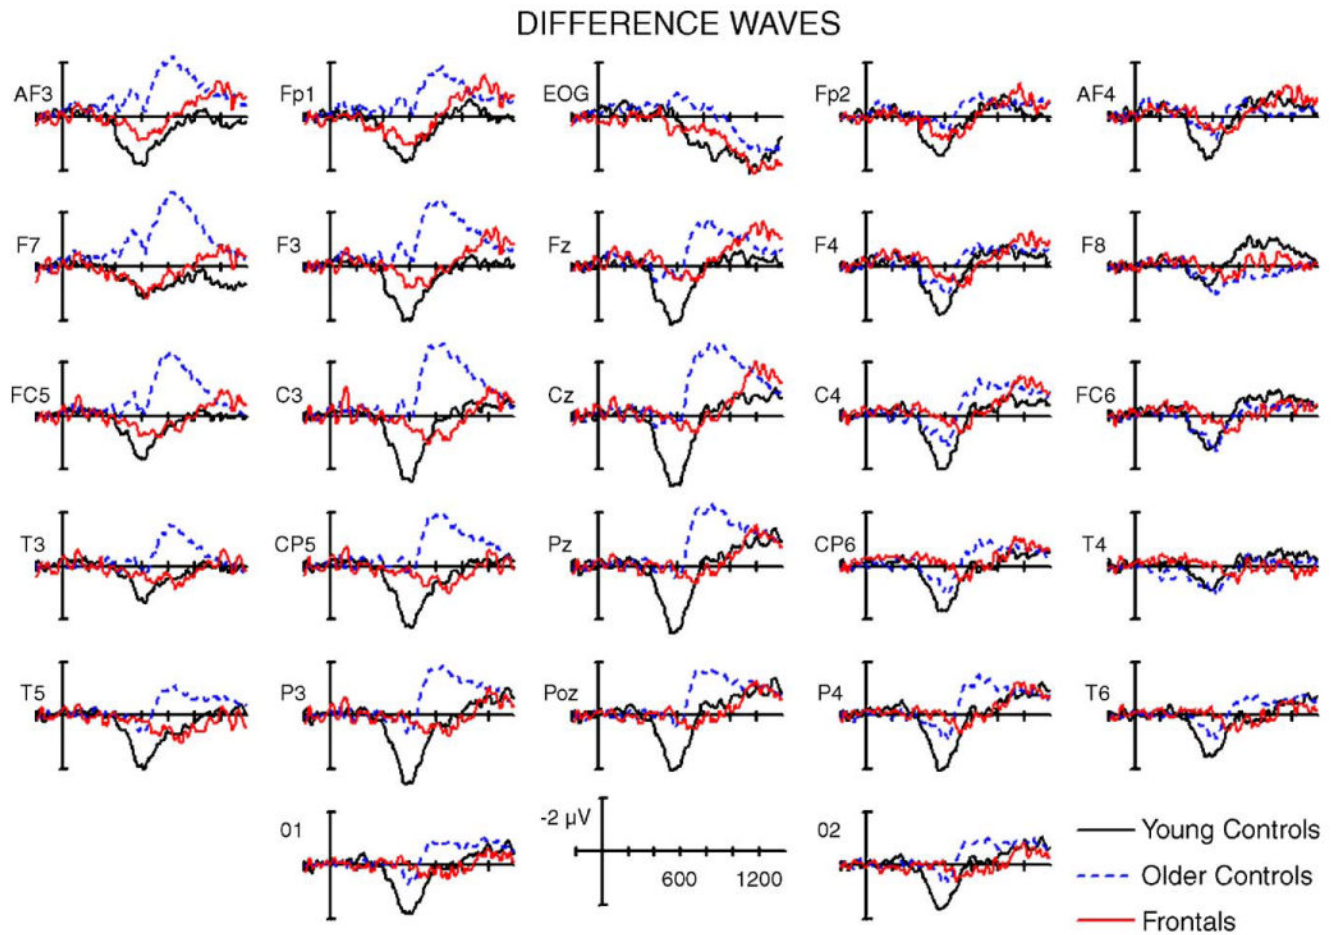 DIFFERENCE WAVES
AF3 Fp1 EOG Fp2 AF4
F7 F3 Fz F4 F8
FC5 C3 Cz C4 FC6
T3 CP5 Pz CP6 T4
T5 P3 Poz P4 T6
01 -2 µV 02
600 1200
Young Controls
Older Controls
Frontals